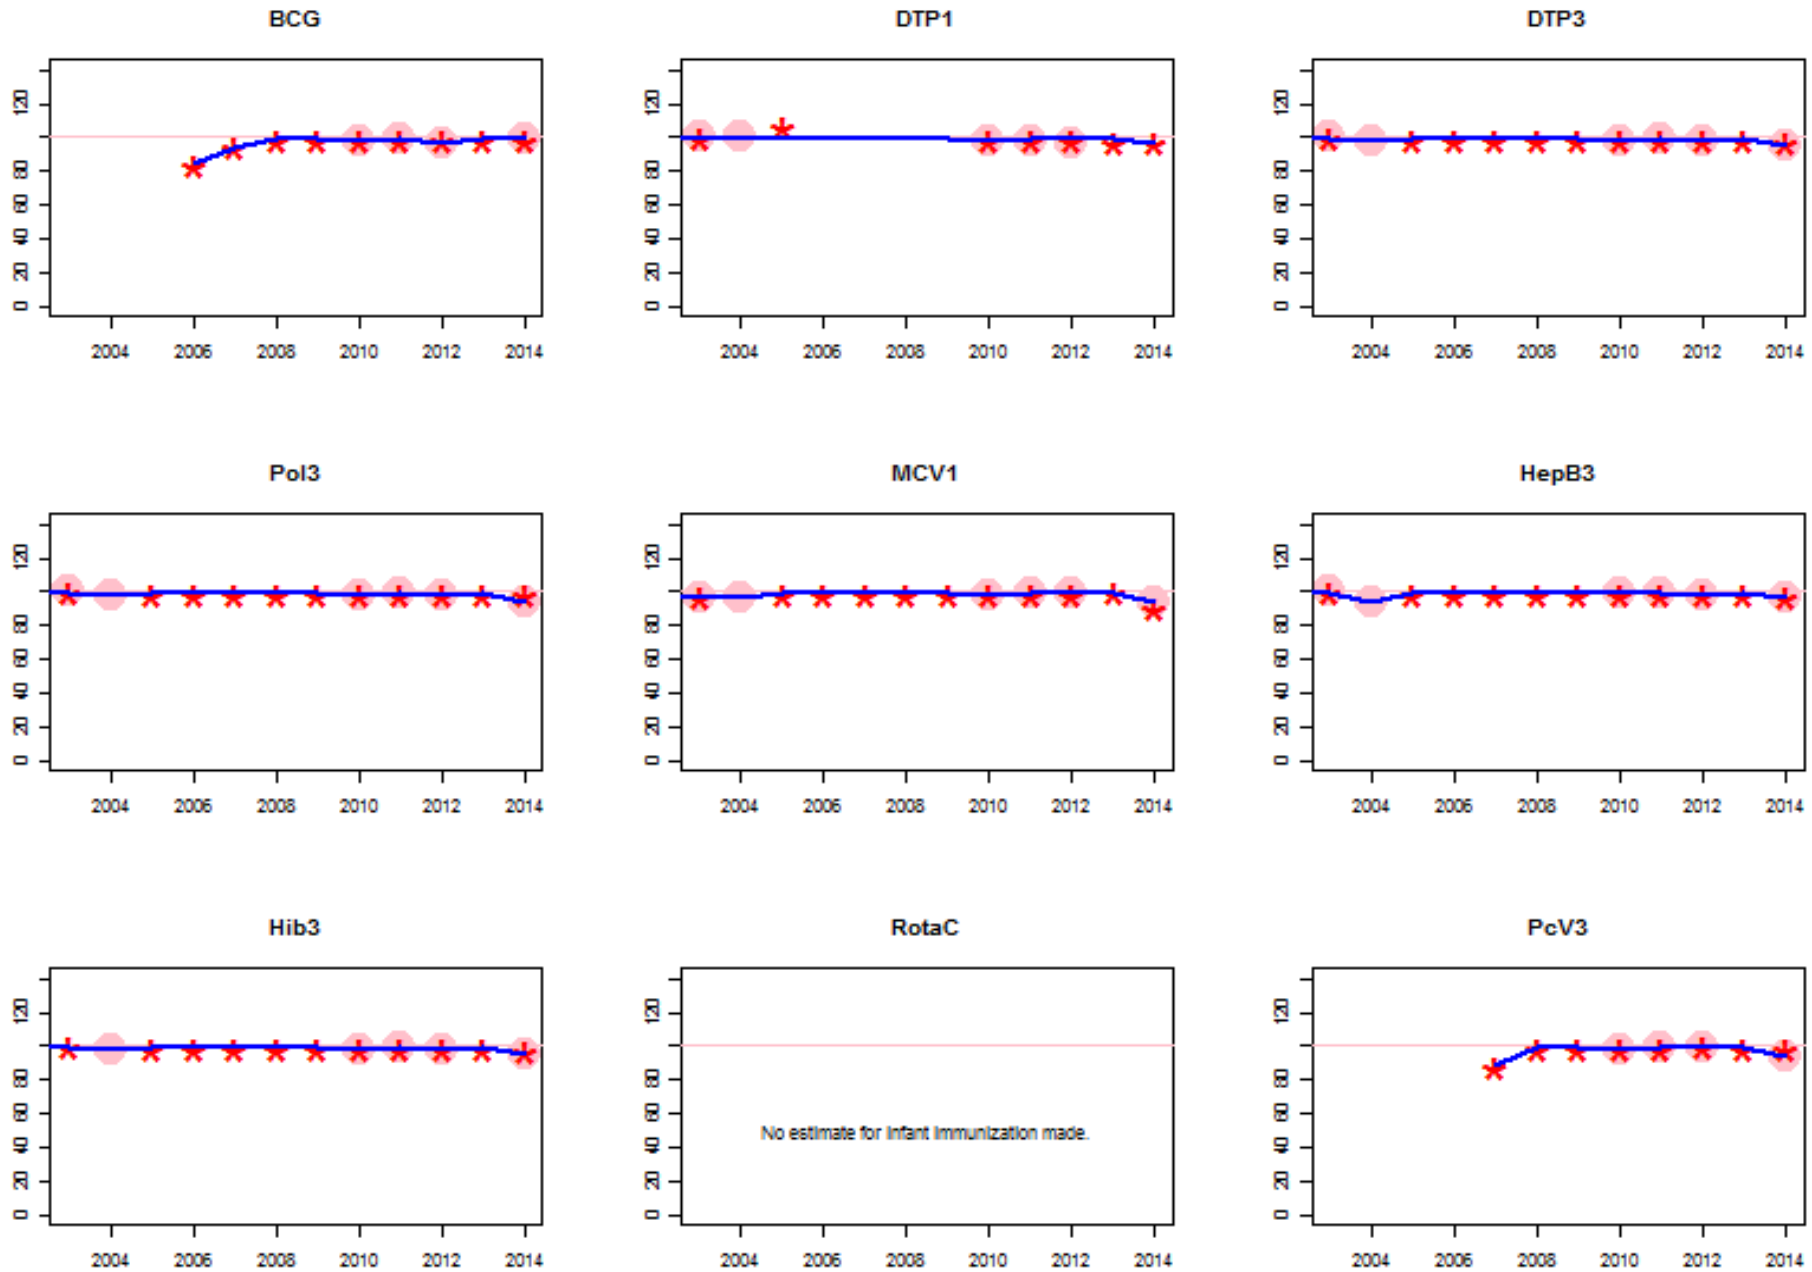 BCG
DTP1
DTP3
0 20 40 60 80 120
0 20 40 60 80 120
0 20 40 60 80 120
2004 2006 2008 2010 2012 2014
2004 2006 2008 2010 2012 2014
2004 2006 2008 2010 2012 2014
Pol3
MCV1
HepB3
0 20 40 60 80 120
0 20 40 60 80 120
0 20 40 60 80 120
2004 2006 2008 2010 2012 2014
2004 2006 2008 2010 2012 2014
2004 2006 2008 2010 2012 2014
Hib3
RotaC
PcV3
0 20 40 60 80 120
0 20 40 60 80 120
No estimate for infant immunization made.
0 20 40 60 80 120
2004 2006 2008 2010 2012 2014
2004 2006 2008 2010 2012 2014
2004 2006 2008 2010 2012 2014